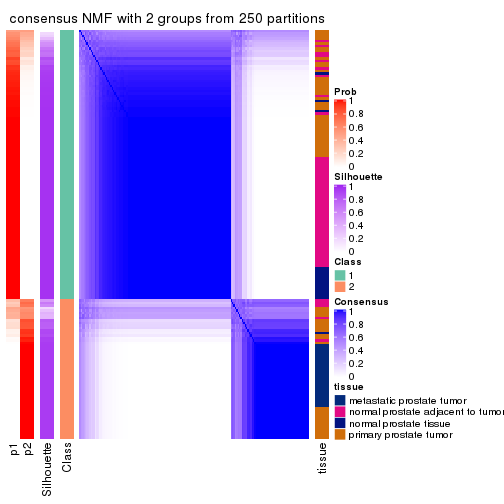 consensus NMF with 2 groups from 250 partitions
Prob
1
0.8
0.6
0.4
0.2
0
Silhouette
1
0.8
0.6
0.4
0.2
0
Class
1
2
Consensus
1
0.8
0.6
0.4
0.2
0
tissue
metastatic prostate tumor
normal prostate adjacent to tumor
normal prostate tissue
primary prostate tumor
p1
p2
Silhouette
Class
tissue